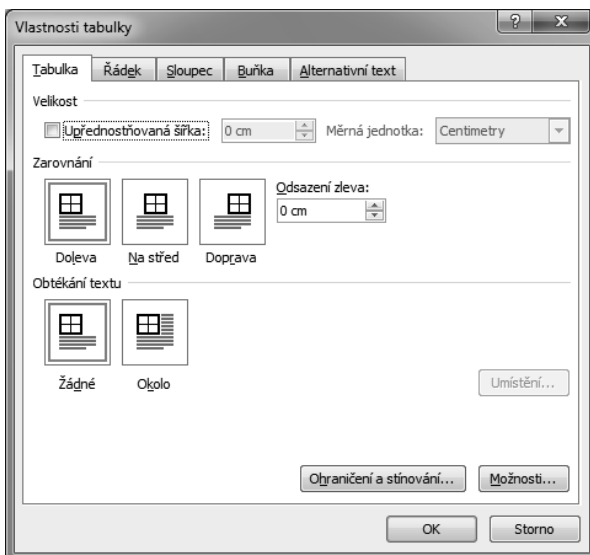 Vlastnosti tabulky
Tabulka Řádek Sloupec Buňka Alternativní text
Velikost
Upřednostňovaná šířka: 0 cm Měrná jednotka: Centimetry
Zarovnání
Odsazení zleva:
0 cm
Doleva Na střed Doprava
Obtékání textu
Žádné Okolo
Umístění...
Ohraničení a stínování... Možnosti...
OK Storno